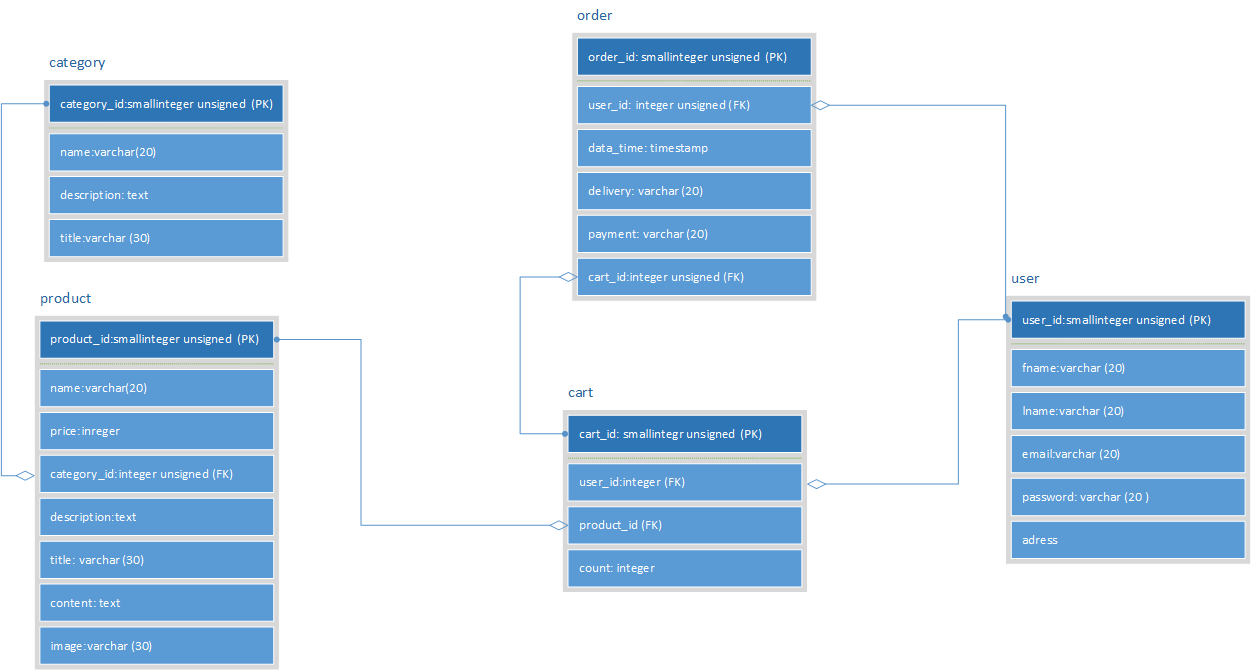 category
category_id:smallinteger unsigned (PK)
name:varchar(20)
description: text
title:varchar (30)
product
product_id:smallinteger unsigned (PK)
name:varchar(20)
price:inreger
category_id:integer unsigned (FK)
description:text
title: varchar (30)
content: text
image:varchar (30)
order
order_id: smallinteger unsigned (PK)
user_id: integer unsigned (FK)
data_time: timestamp
delivery: varchar (20)
payment: varchar (20)
cart_id:integer unsigned (FK)
cart
cart_id: smallintegr unsigned (PK)
user_id:integer (FK)
product_id (FK)
count: integer
user
user_id:smallinteger unsigned (PK)
fname:varchar (20)
lname:varchar (20)
email:varchar (20)
password: varchar (20 )
adress